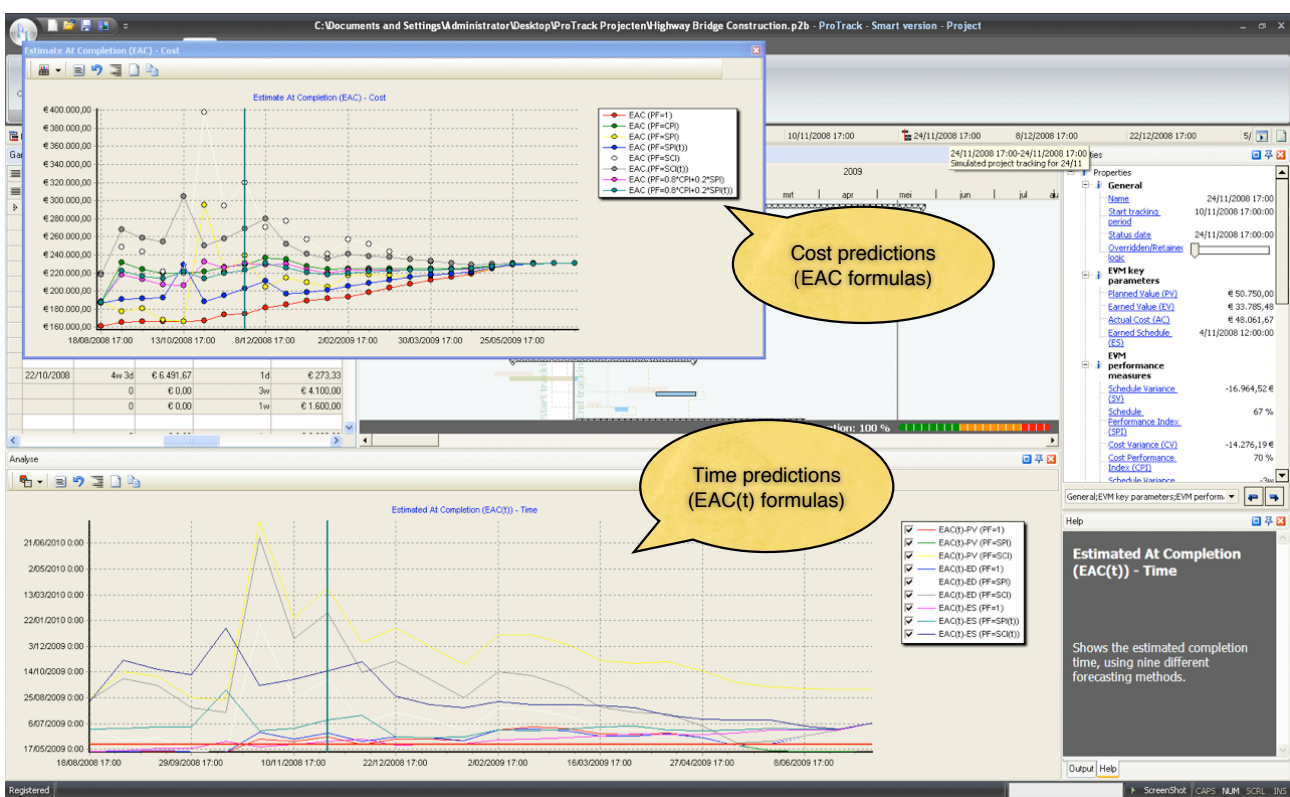 C:\Documents and Settings\Administrator\Desktop\ProTrack Projecten\Highway Bridge Construction.p2b - ProTrack - Smart version - Project
Estimate At Completion (EAC) - Cost
Estimate At Completion (EAC) - Cost
€ 400.000,00
€ 380.000,00
€ 360.000,00
€ 340.000,00
€ 320.000,00
€ 300.000,00
€ 280.000,00
€ 260.000,00
€ 240.000,00
€ 220.000,00
€ 200.000,00
€ 180.000,00
€ 160.000,00
18/08/2008 17:00
13/10/2008 17:00
8/12/2008 17:00
2/02/2009 17:00
30/03/2009 17:00
25/05/2009 17:00
EAC (PF=1)
EAC (PF=CPI)
EAC (PF=SPI)
EAC (PF=SPI(t))
EAC (PF=SCI)
EAC (PF=SCI(t))
EAC (PF=0.8*CPI+0.2*SPI)
EAC (PF=0.8*CPI+0.2*SPI(t))
10/11/2008 17:00
24/11/2008 17:00
8/12/2008 17:00
22/12/2008 17:00
5/
24/11/2008 17:00-24/11/2008 17:00
Simulated project tracking for 24/11
2009
mrt
apr
mei
jun
jul
Cost predictions
(EAC formulas)
Properties
General
Name 24/11/2008 17:00
Start tracking period 10/11/2008 17:00:00
Status date 24/11/2008 17:00:00
Overridden/Retained logic
EVM key parameters
Planned Value (PV) € 50.750,00
Earned Value (EV) € 33.785,48
Actual Cost (AC) € 48.061,67
Earned Schedule (ES) 4/11/2008 12:00:00
EVM performance measures
Schedule Variance (SV) -16.964,52 €
Schedule Performance Index (SPI) 67 %
Cost Variance (CV) -14.276,19 €
Cost Performance Index (CPI) 70 %
Schedule Variance -3w
General;EVM key parameters;EVM perform.
22/10/2008 4w 3d € 6.491,67 1d € 273,33
0 € 0,00 3w € 4.100,00
0 € 0,00 1w € 1.600,00
Start tracking
End tracking
100 %
Analyse
Time predictions
(EAC(t) formulas)
Estimated At Completion (EAC(t)) - Time
21/06/2010 0:00
2/05/2010 0:00
13/03/2010 0:00
22/01/2010 0:00
3/12/2009 0:00
14/10/2009 0:00
25/08/2009 0:00
6/07/2009 0:00
17/05/2009 0:00
18/08/2008 17:00
29/09/2008 17:00
10/11/2008 17:00
22/12/2008 17:00
2/02/2009 17:00
16/03/2009 17:00
27/04/2009 17:00
8/06/2009 17:00
EAC(t)-PV (PF=1)
EAC(t)-PV (PF=SPI)
EAC(t)-PV (PF=SCI)
EAC(t)-ED (PF=1)
EAC(t)-ED (PF=SPI)
EAC(t)-ED (PF=SCI)
EAC(t)-ES (PF=1)
EAC(t)-ES (PF=SPI(t))
EAC(t)-ES (PF=SCI(t))
Help
Estimated At Completion
(EAC(t)) - Time
Shows the estimated completion
time, using nine different
forecasting methods.
Output Help
Registered
ScreenShot CAPS NUM SCRL INS